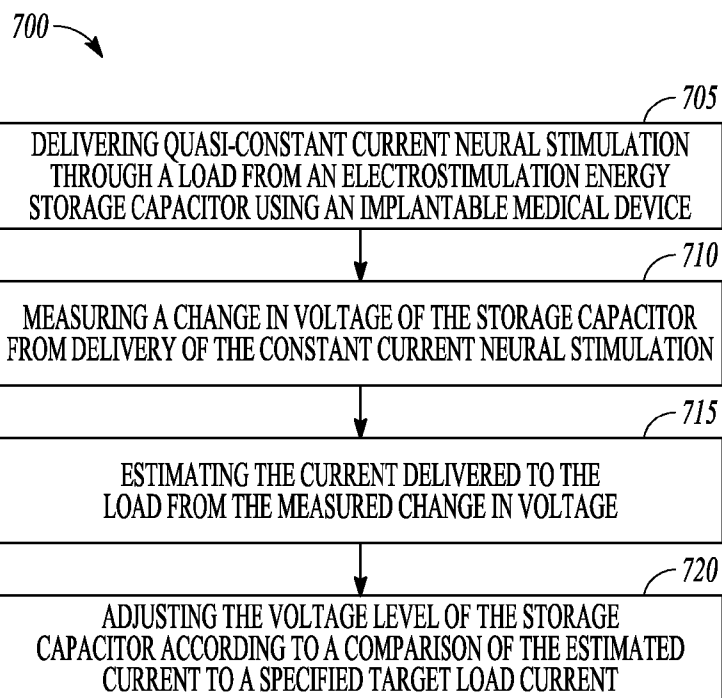 700
705
DELIVERING QUASI-CONSTANT CURRENT NEURAL STIMULATION
THROUGH A LOAD FROM AN ELECTROSTIMULATION ENERGY
STORAGE CAPACITOR USING AN IMPLANTABLE MEDICAL DEVICE
710
MEASURING A CHANGE IN VOLTAGE OF THE STORAGE CAPACITOR
FROM DELIVERY OF THE CONSTANT CURRENT NEURAL STIMULATION
715
ESTIMATING THE CURRENT DELIVERED TO THE
LOAD FROM THE MEASURED CHANGE IN VOLTAGE
720
ADJUSTING THE VOLTAGE LEVEL OF THE STORAGE
CAPACITOR ACCORDING TO A COMPARISON OF THE ESTIMATED
CURRENT TO A SPECIFIED TARGET LOAD CURRENT